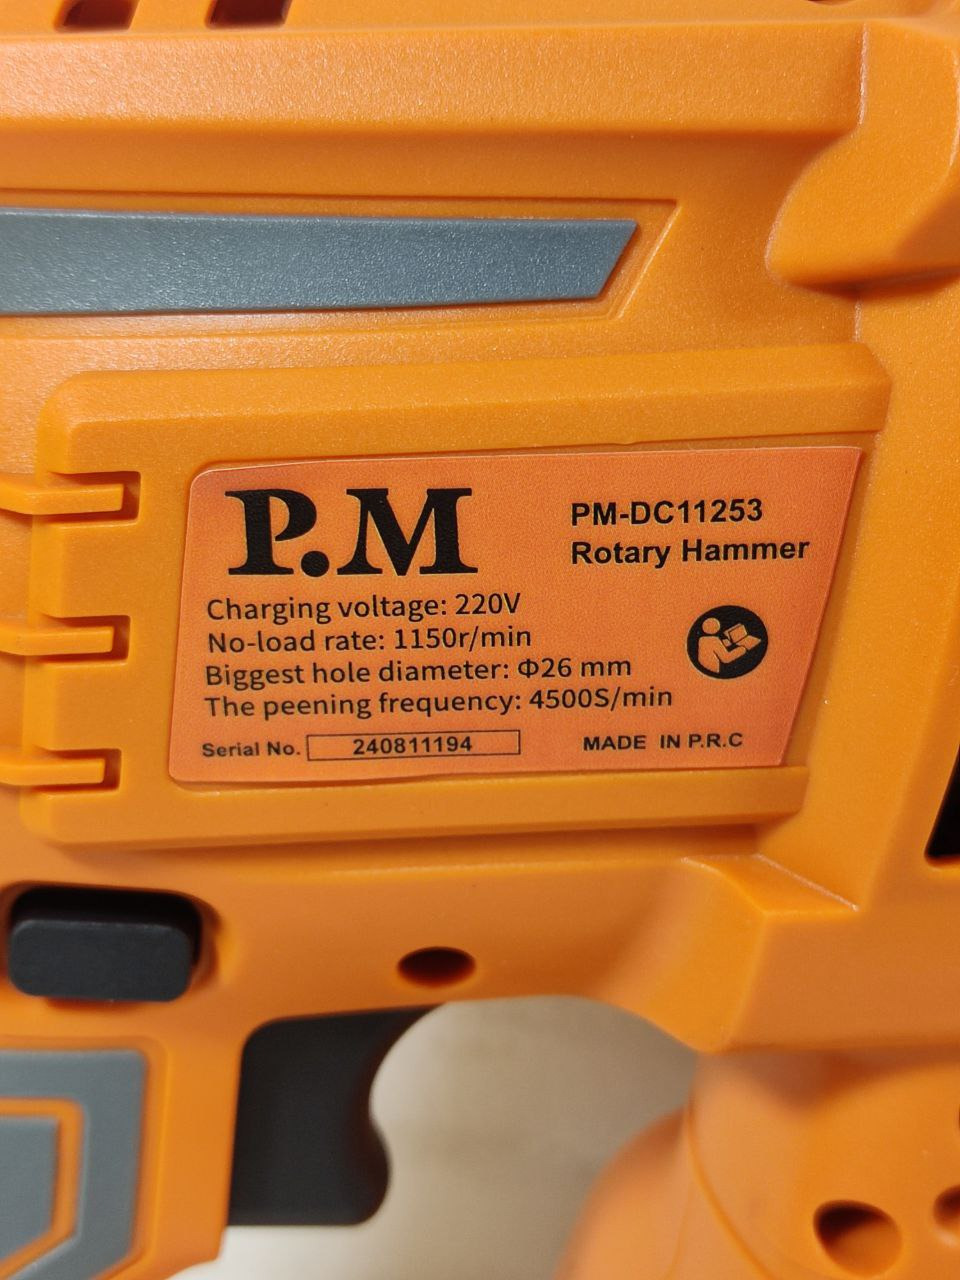 P.M
PM-DC11253
Rotary Hammer
Charging voltage: 220V
No-load rate: 1150r/min
Biggest hole diameter: Φ26 mm
The peening frequency: 4500S/min
Serial No. 240811194
MADE IN P.R.C